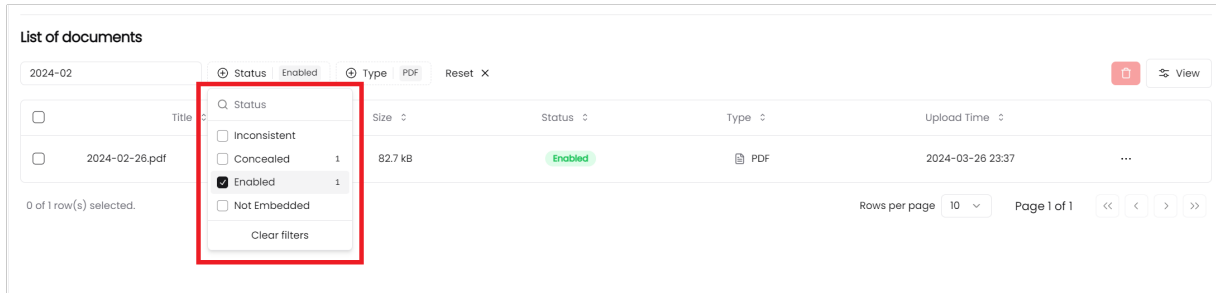 List of documents
2024-02 Status Enabled Type PDF Reset View
Status
Title Size Status Type Upload Time
Inconsistent
2024-02-26.pdf Concealed 1 82.7 kB Enabled PDF 2024-03-26 23:37 ...
Enabled 1
Not Embedded
0 of 1 row(s) selected. Rows per page 10 Page 1 of 1
Clear filters